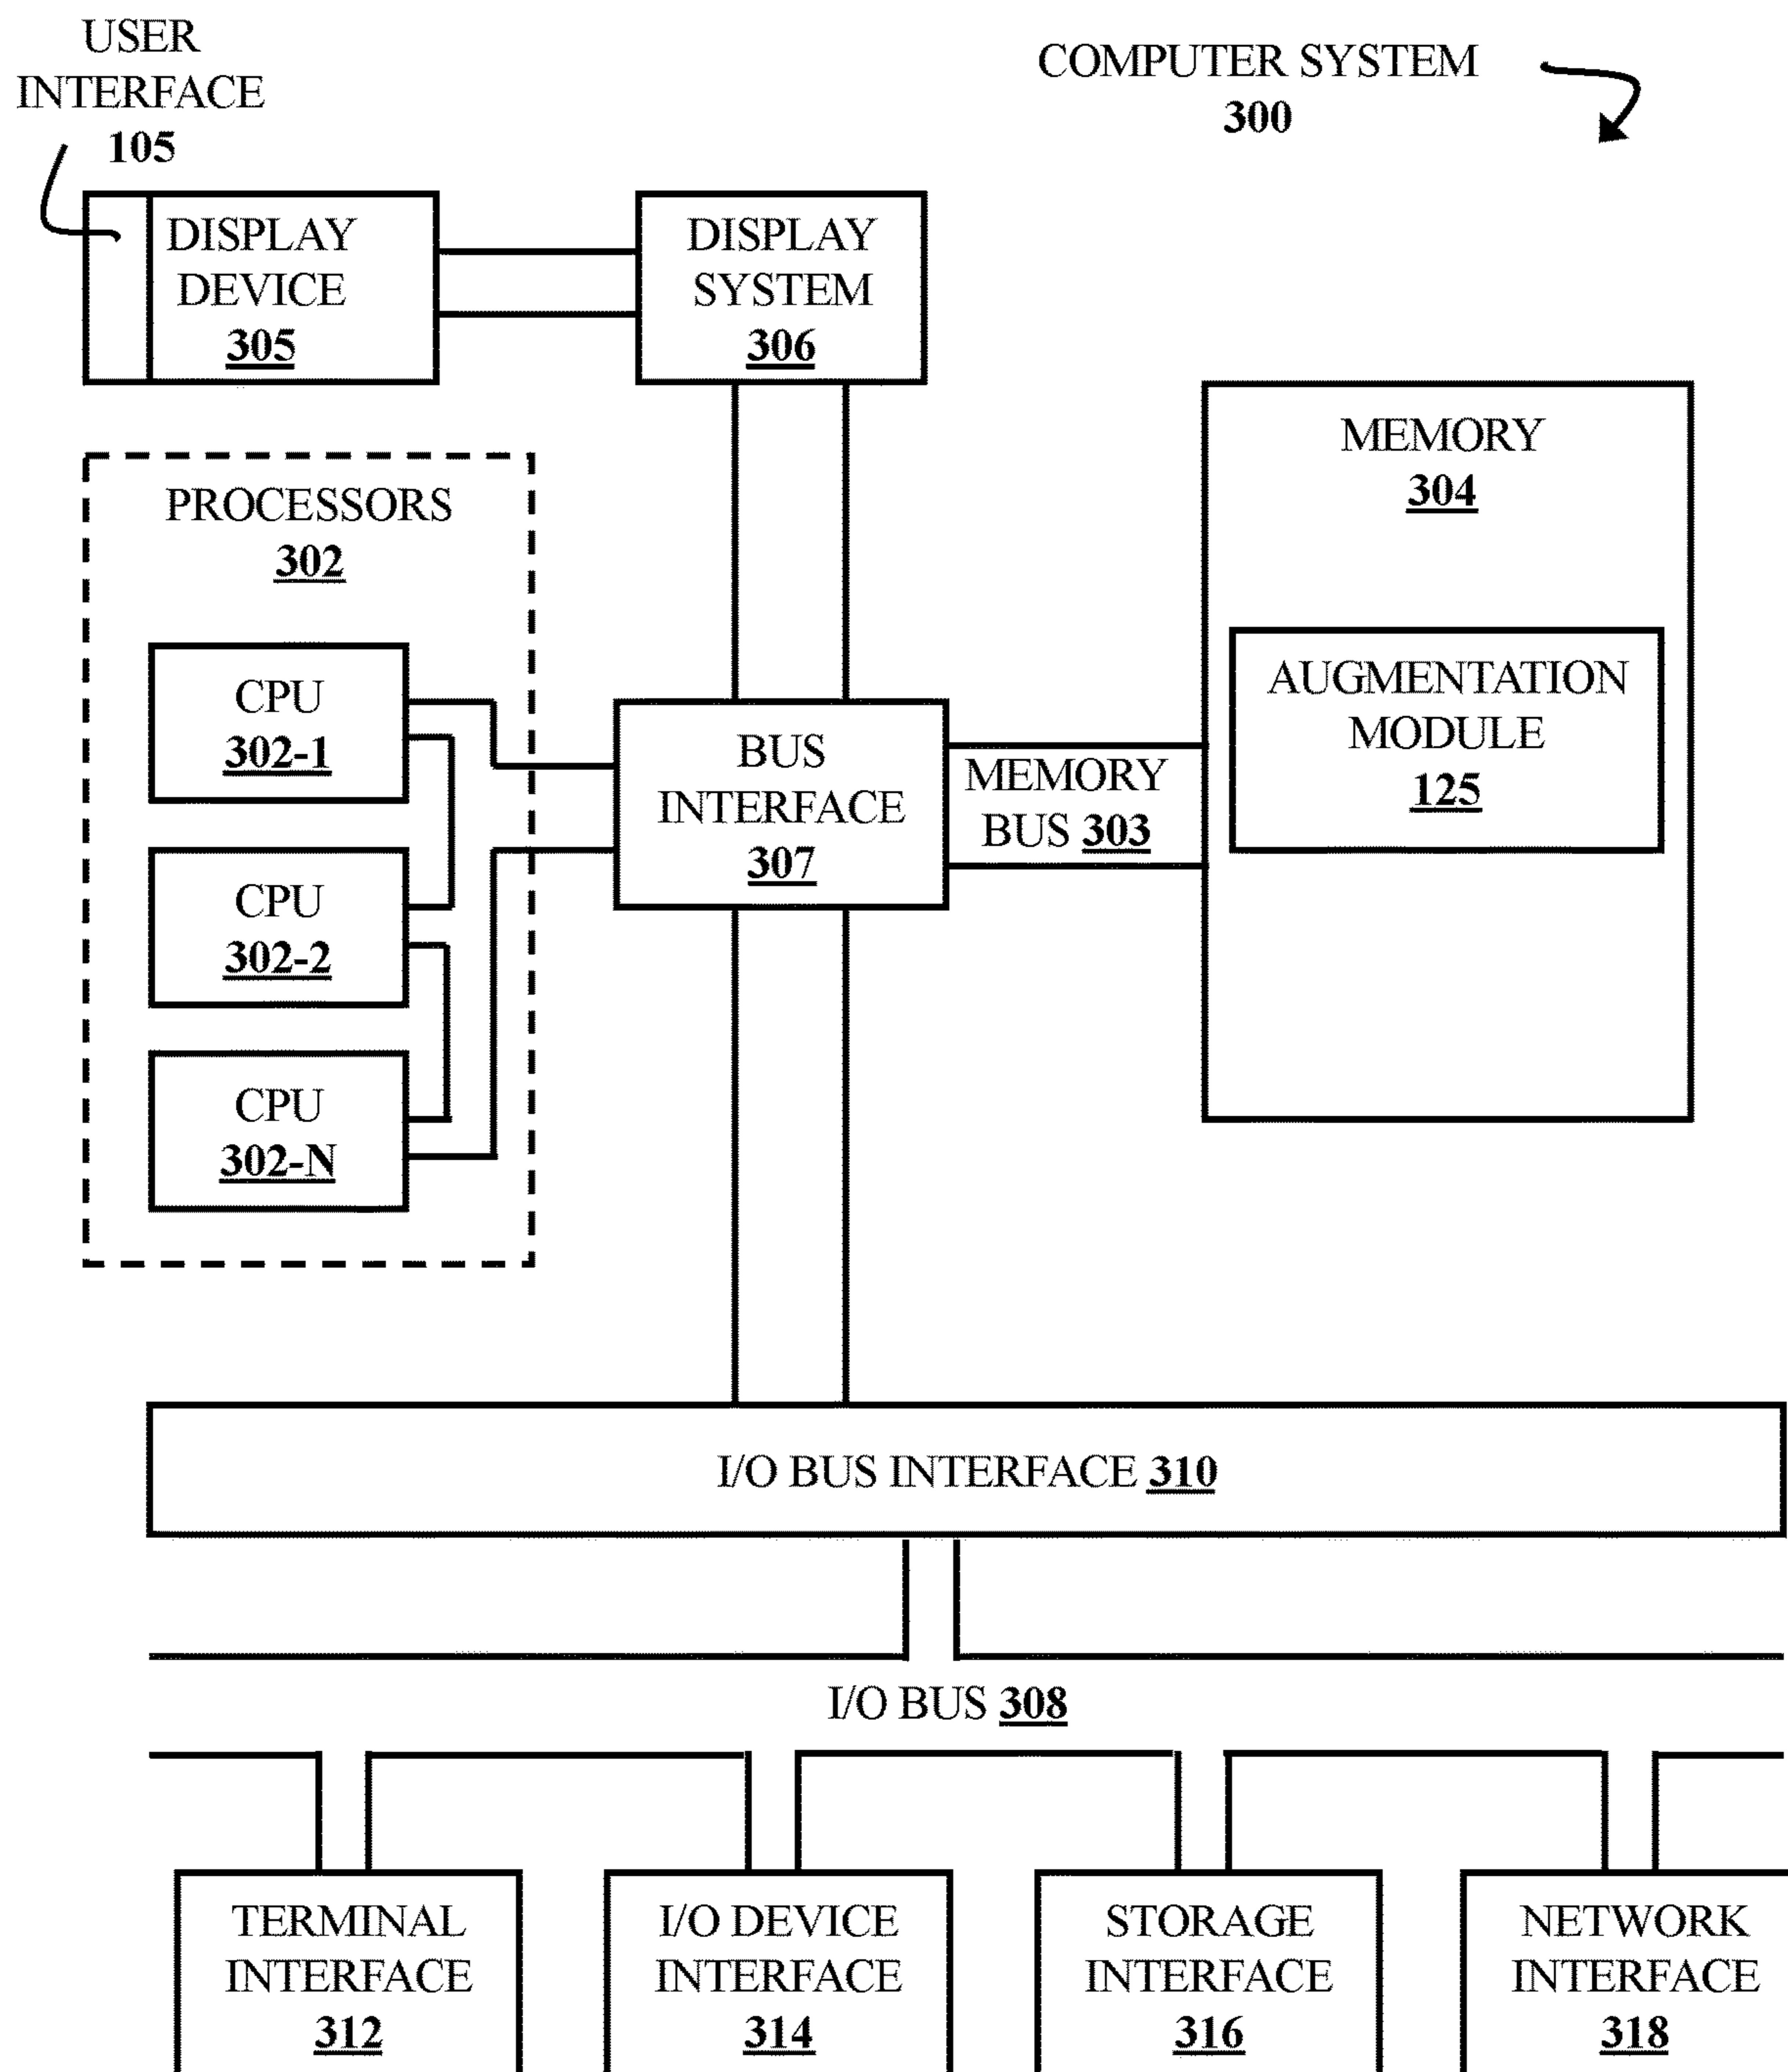 USER
INTERFACE
105
COMPUTER SYSTEM
300
DISPLAY
DEVICE
305
DISPLAY
SYSTEM
306
PROCESSORS
302
CPU
302-1
CPU
302-2
CPU
302-N
BUS
INTERFACE
307
MEMORY
BUS 303
MEMORY
304
AUGMENTATION
MODULE
125
I/O BUS INTERFACE 310
I/O BUS 308
TERMINAL
INTERFACE
312
I/O DEVICE
INTERFACE
314
STORAGE
INTERFACE
316
NETWORK
INTERFACE
318